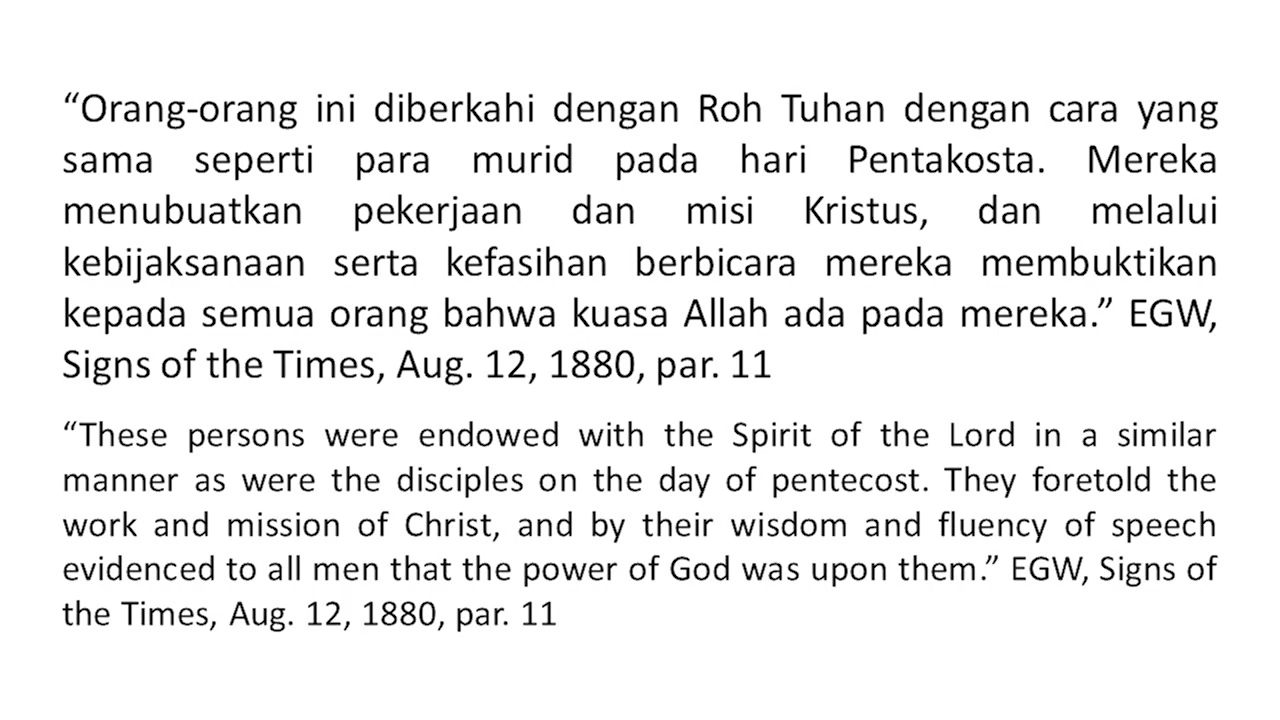 “Orang-orang ini diberkahi dengan Roh Tuhan dengan cara yang
sama seperti para murid pada hari Pentakosta. Mereka
menubuatkan pekerjaan dan misi Kristus, dan melalui
kebijaksanaan serta kefasihan berbicara mereka membuktikan
kepada semua orang bahwa kuasa Allah ada pada mereka.” EGW,
Signs of the Times, Aug. 12, 1880, par. 11
“These persons were endowed with the Spirit of the Lord in a similar
manner as were the disciples on the day of pentecost. They foretold the
work and mission of Christ, and by their wisdom and fluency of speech
evidenced to all men that the power of God was upon them.” EGW, Signs of
the Times, Aug. 12, 1880, par. 11